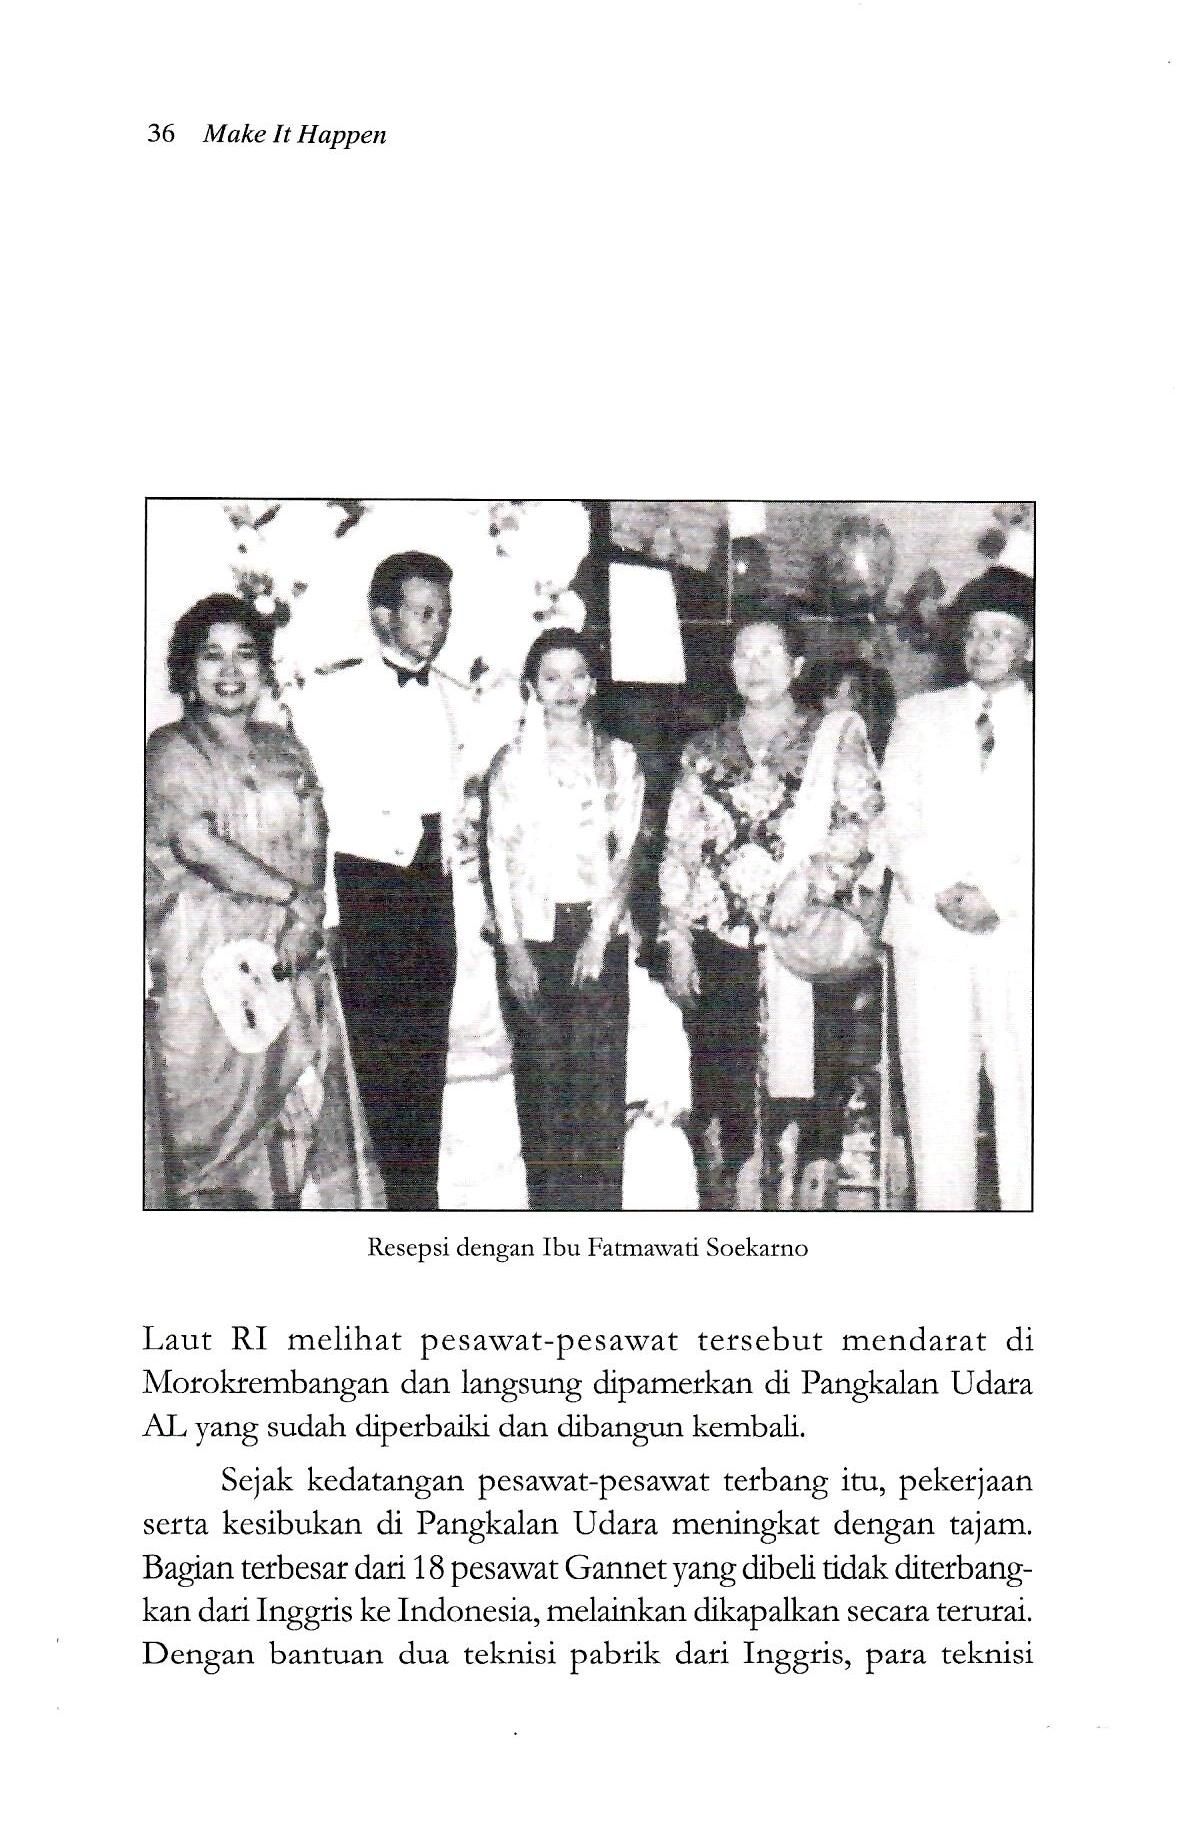 36 Make It Happen
Resepsi dengan Ibu Fatmawati Soekarno
Laut RI melihat pesawat-pesawat tersebut mendarat di
Morokrembangan dan langsung dipamerkan di Pangkalan Udara
AL yang sudah diperbaiki dan dibangun kembali.
Sejak kedatangan pesawat-pesawat terbang itu, pekerjaan
serta kesibukan di Pangkalan Udara meningkat dengan tajam.
Bagian terbesar dari 18 pesawat Gannet yang dibeli tidak diterbang-
kan dari Inggris ke Indonesia, melainkan dikapalkan secara terurai.
Dengan bantuan dua teknisi pabrik dari Inggris, para teknisi